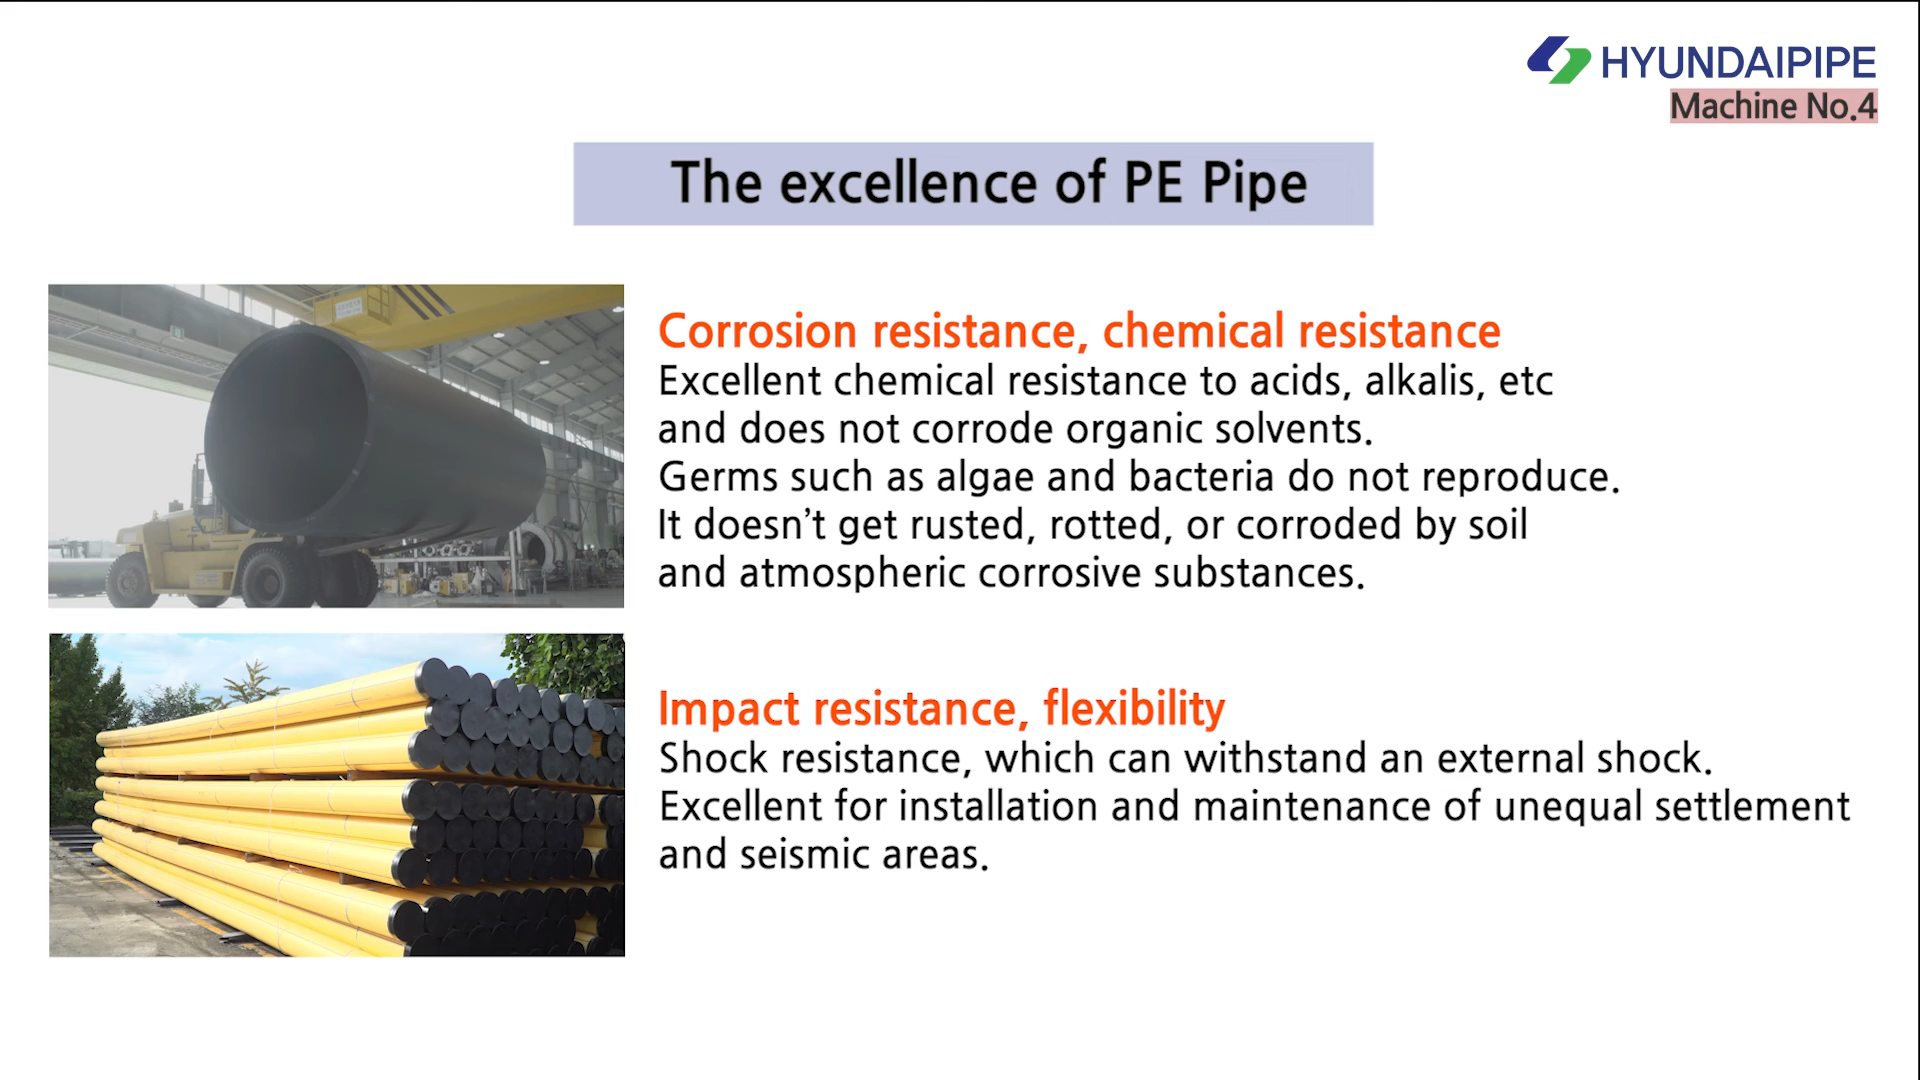 HYUNDAIPIPE
Machine No.4
The excellence of PE Pipe
Corrosion resistance, chemical resistance
Excellent chemical resistance to acids, alkalis, etc
and does not corrode organic solvents.
Germs such as algae and bacteria do not reproduce.
It doesn't get rusted, rotted, or corroded by soil
and atmospheric corrosive substances.
Impact resistance, flexibility
Shock resistance, which can withstand an external shock.
Excellent for installation and maintenance of unequal settlement
and seismic areas.